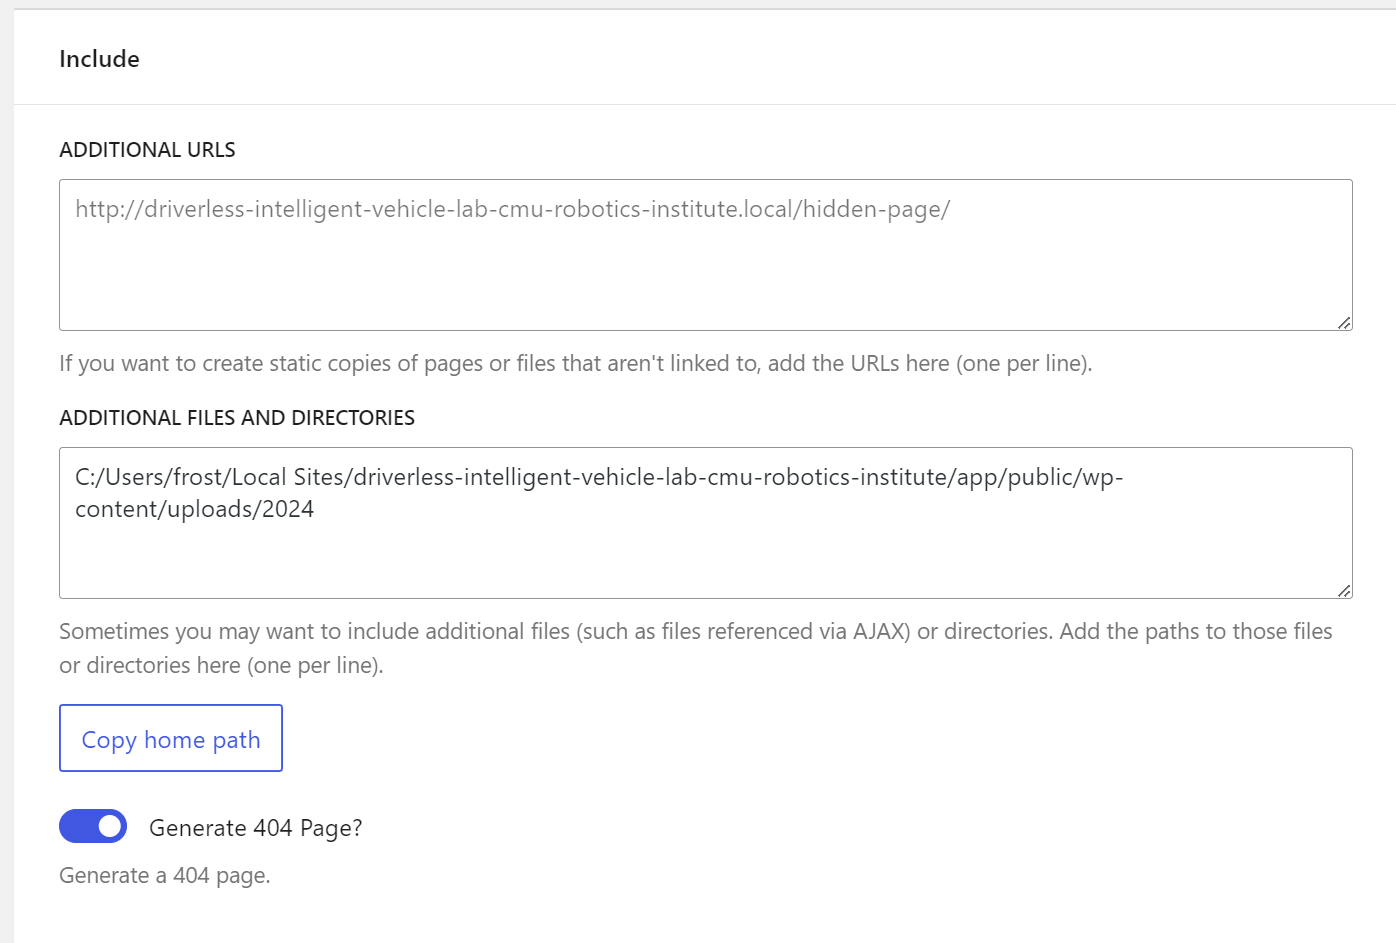 Include
ADDITIONAL URLS
http://driverless-intelligent-vehicle-lab-cmu-robotics-institute.local/hidden-page/
If you want to create static copies of pages or files that aren't linked to, add the URLs here (one per line).
ADDITIONAL FILES AND DIRECTORIES
C:/Users/frost/Local Sites/driverless-intelligent-vehicle-lab-cmu-robotics-institute/app/public/wp-
content/uploads/2024
Sometimes you may want to include additional files (such as files referenced via AJAX) or directories. Add the paths to those files
or directories here (one per line).
Copy home path
Generate 404 Page?
Generate a 404 page.